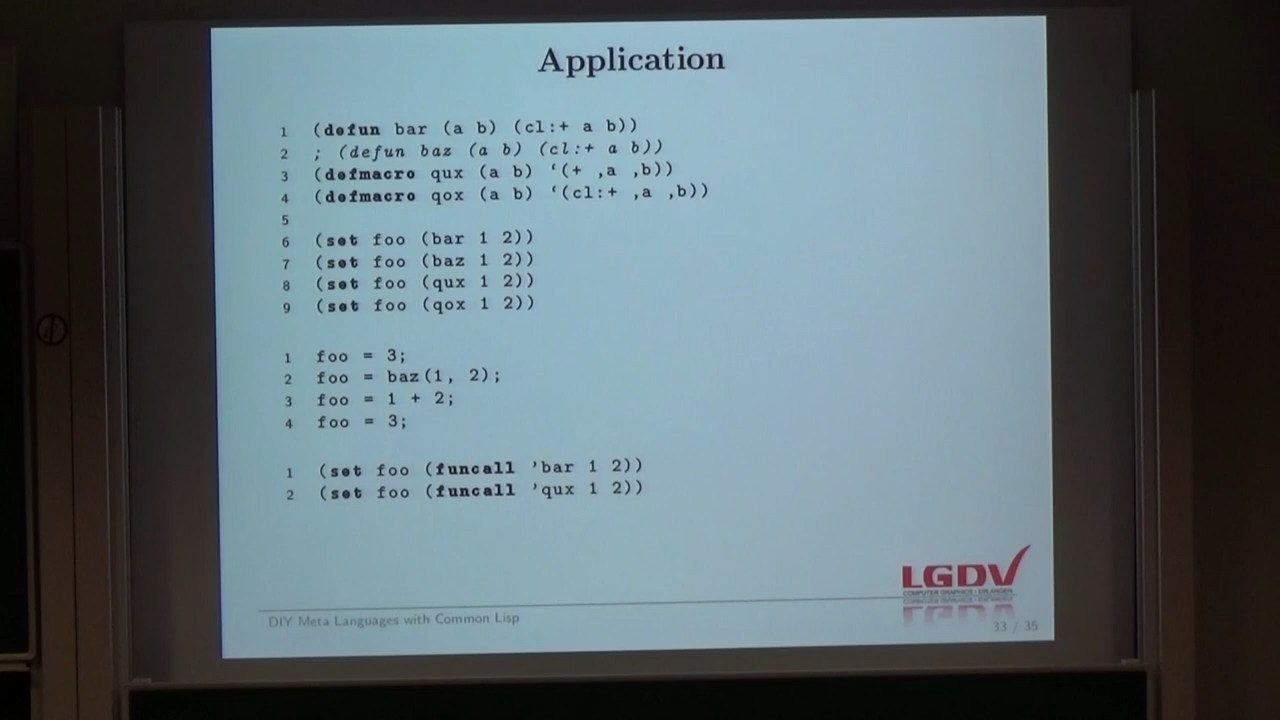 Application
1 (defun bar (a b) (cl:+ a b))
2 ; (defun baz (a b) (cl:+ a b))
3 (defmacro qux (a b) ‘(+ ,a ,b))
4 (defmacro qox (a b) ‘(cl:+ ,a ,b))
5
6 (set foo (bar 1 2))
7 (set foo (baz 1 2))
8 (set foo (qux 1 2))
9 (set foo (qox 1 2))
1 foo = 3;
2 foo = baz(1, 2);
3 foo = 1 + 2;
4 foo = 3;
1 (set foo (funcall ’bar 1 2))
2 (set foo (funcall ’qux 1 2))
LGDV
COMPUTER GRAPHICS • ERLANGEN
DIY Meta Languages with Common Lisp
33 / 35